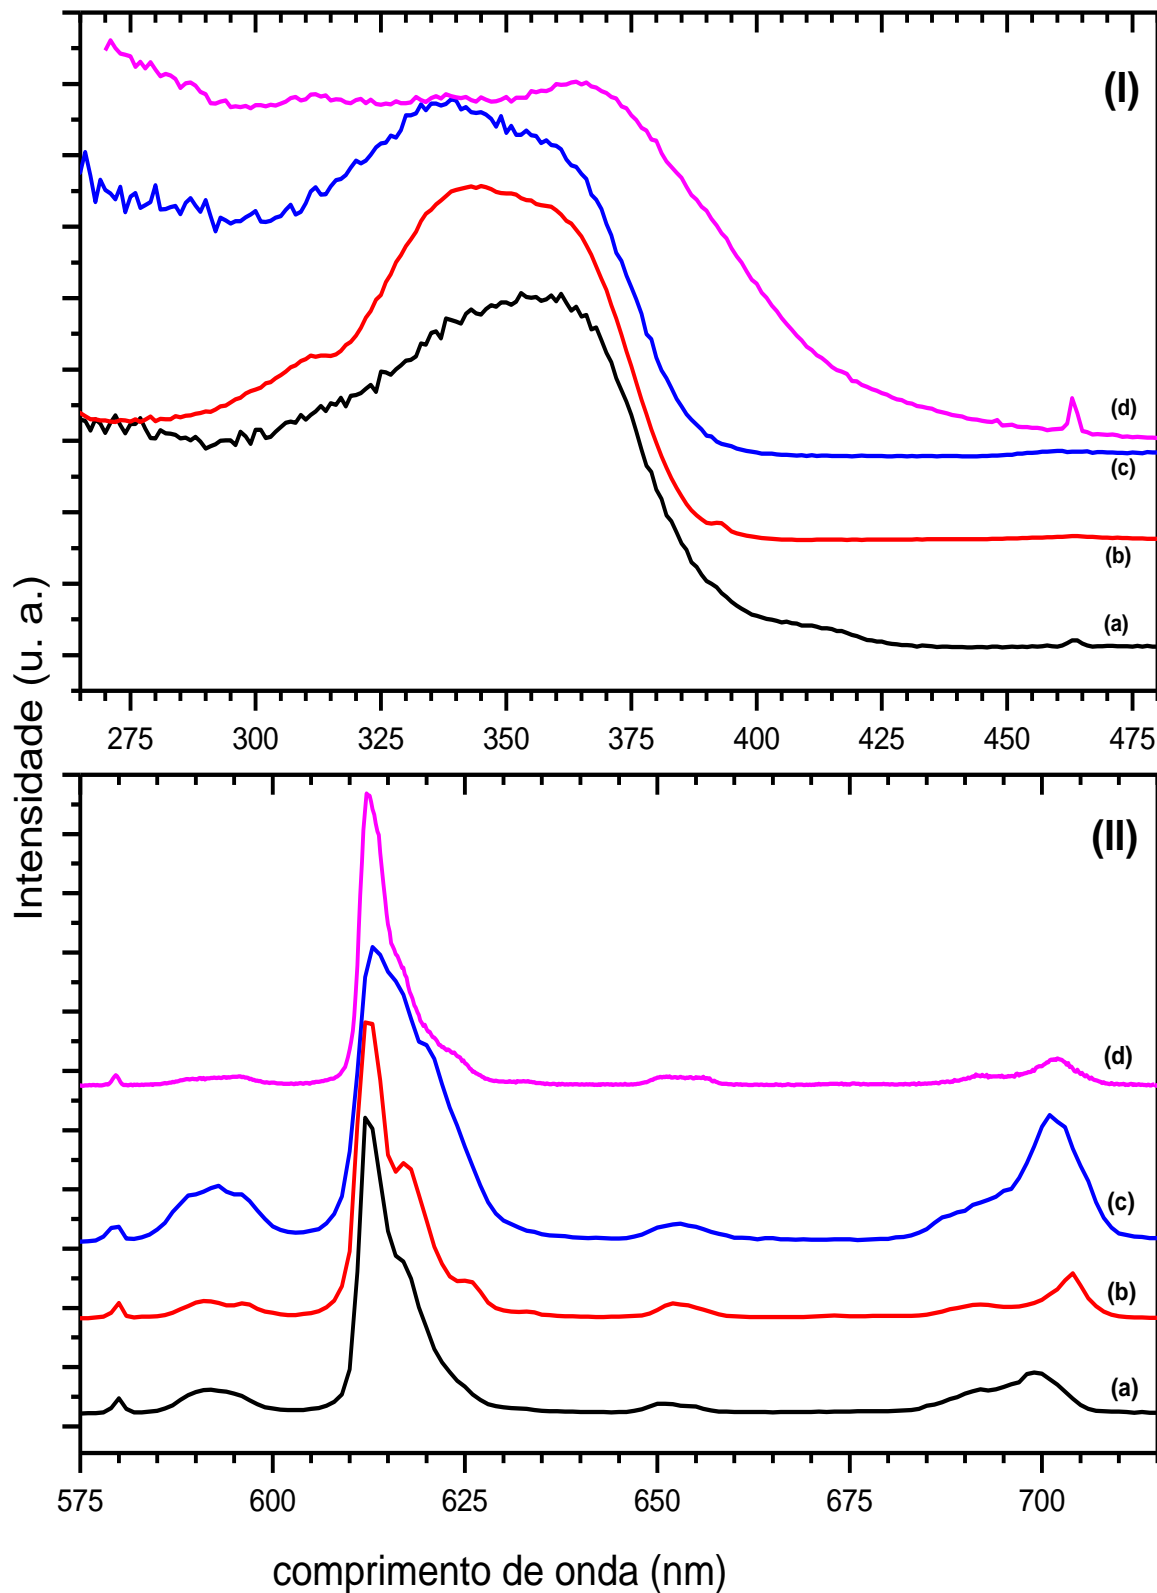 (I)
(d)
(c)
(b)
(a)
275 300 325 350 375 400 425 450 475
Intensidade (u. a.)
(II)
(d)
(c)
(b)
(a)
575 600 625 650 675 700
comprimento de onda (nm)